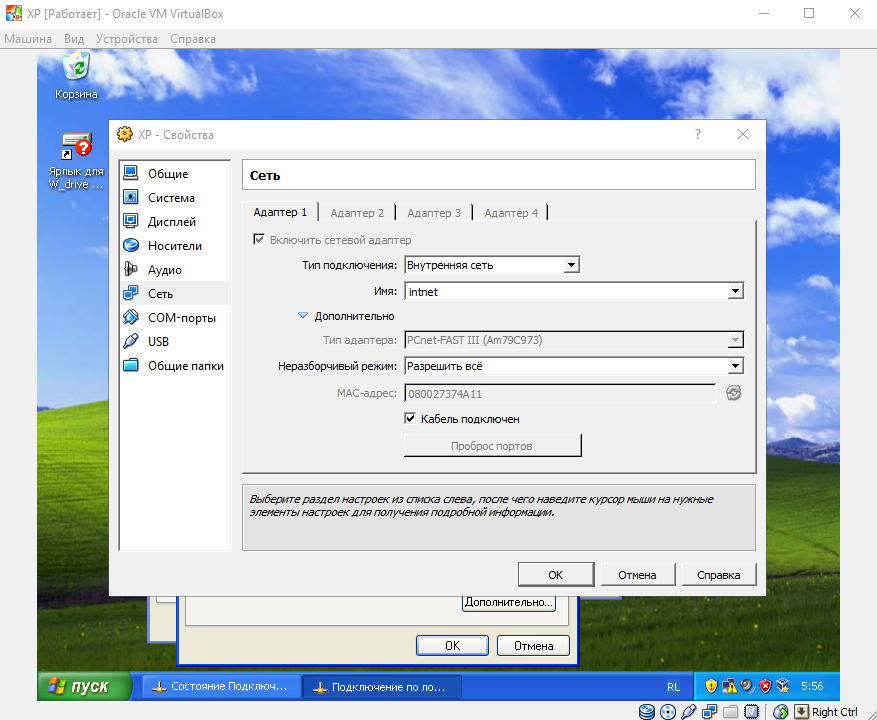 XP [Работает] - Oracle VM VirtualBox
Машина Вид Устройства Справка
Корзина
Ярлык для
W_drive ...
XP - Свойства
?
Общие
Система
Дисплей
Носители
Аудио
Сеть
COM-порты
USB
Общие папки
Сеть
Адаптер 1 Адаптер 2 Адаптер 3 Адаптер 4
Включить сетевой адаптер
Тип подключения: Внутренняя сеть
Имя: intnet
Дополнительно
Тип адаптера: PCnet-FAST III (Am79C973)
Неразборчивый режим: Разрешить всё
MAC-адрес: 080027374A11
Кабель подключен
Проброс портов
Выберите раздел настроек из списка слева, после чего наведите курсор мыши на нужные
элементы настроек для получения подробной информации.
OK Отмена Справка
Дополнительно...
OK Отмена
пуск Состояние Подключ... Подключение по ло... RL 5:56
Right Ctrl